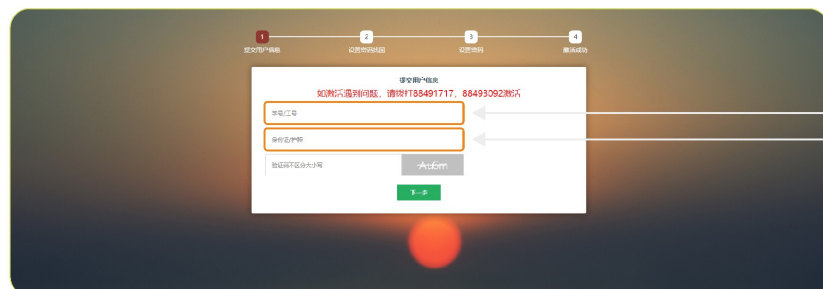 1
2
3
4
提交用户信息
设置密码找回
设置密码
激活成功
提交用户信息
如激活遇到问题，请拨打88491717、88493092激活
学号/工号
身份证/护照
验证码不区分大小写
下一步